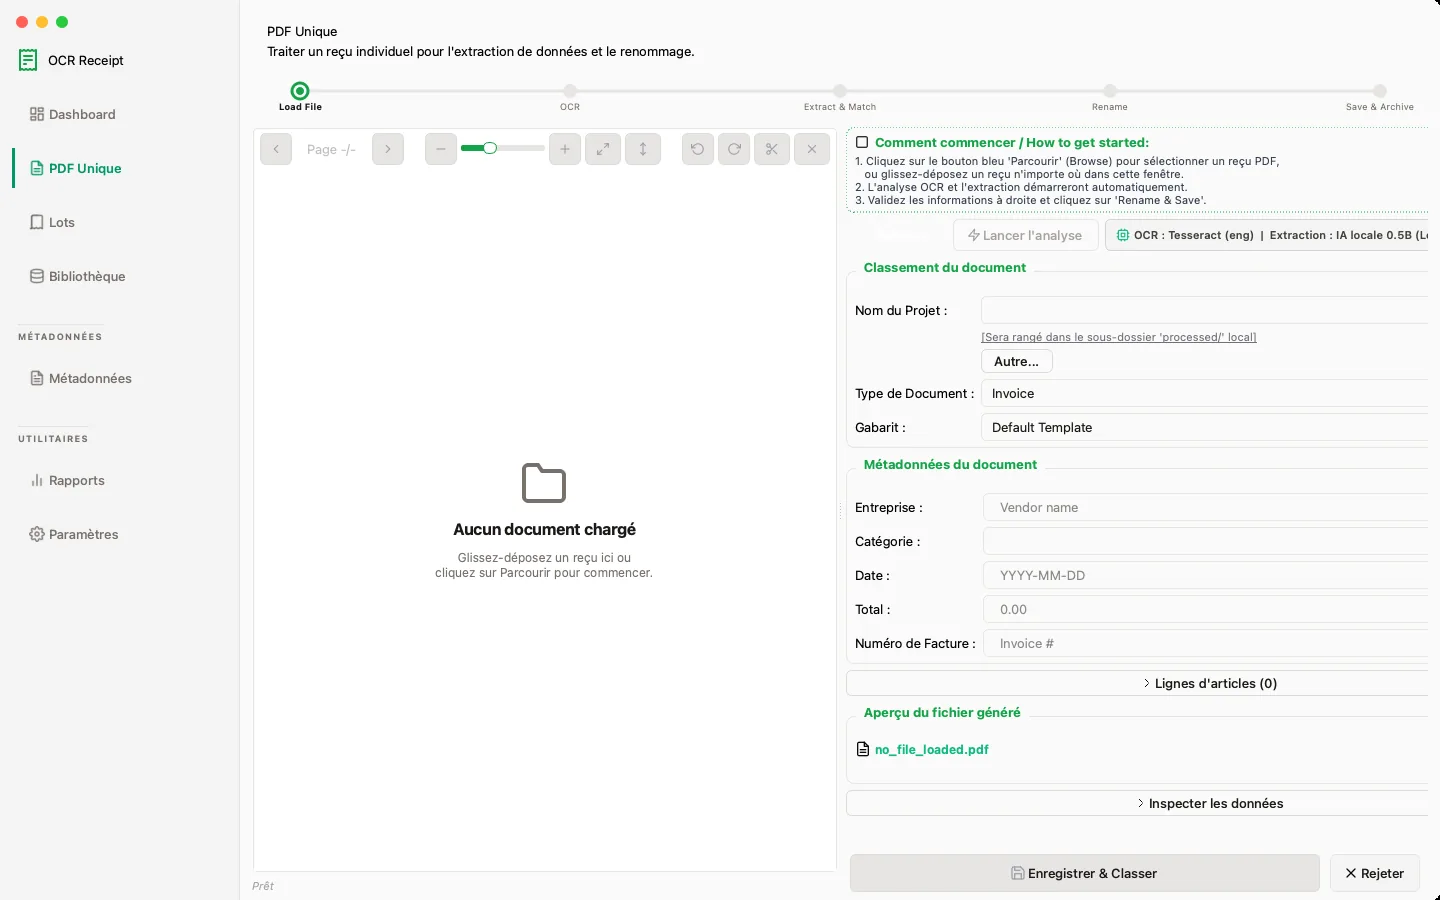 OCR Receipt
Dashboard
PDF Unique
Lots
Bibliothèque
MÉTADONNÉES
Métadonnées
UTILITAIRES
Rapports
Paramètres
PDF Unique
Traiter un reçu individuel pour l'extraction de données et le renommage.
Load File
OCR
Extract & Match
Rename
Save & Archive
Page -/-
Aucun document chargé
Glissez-déposez un reçu ici ou
cliquez sur Parcourir pour commencer.
Prêt
Comment commencer / How to get started:
1. Cliquez sur le bouton bleu 'Parcourir' (Browse) pour sélectionner un reçu PDF,
ou glissez-déposez un reçu n'importe où dans cette fenêtre.
2. L'analyse OCR et l'extraction démarreront automatiquement.
3. Validez les informations à droite et cliquez sur 'Rename & Save'.
Lancer l'analyse
OCR : Tesseract (eng) | Extraction : IA locale 0.5B
Classement du document
Nom du Projet :
[Sera rangé dans le sous-dossier 'processed/' local]
Autre...
Type de Document : Invoice
Gabarit : Default Template
Métadonnées du document
Entreprise : Vendor name
Catégorie :
Date : YYYY-MM-DD
Total : 0.00
Numéro de Facture : Invoice #
Lignes d'articles (0)
Aperçu du fichier généré
no_file_loaded.pdf
Inspecter les données
Enregistrer & Classer
Rejeter